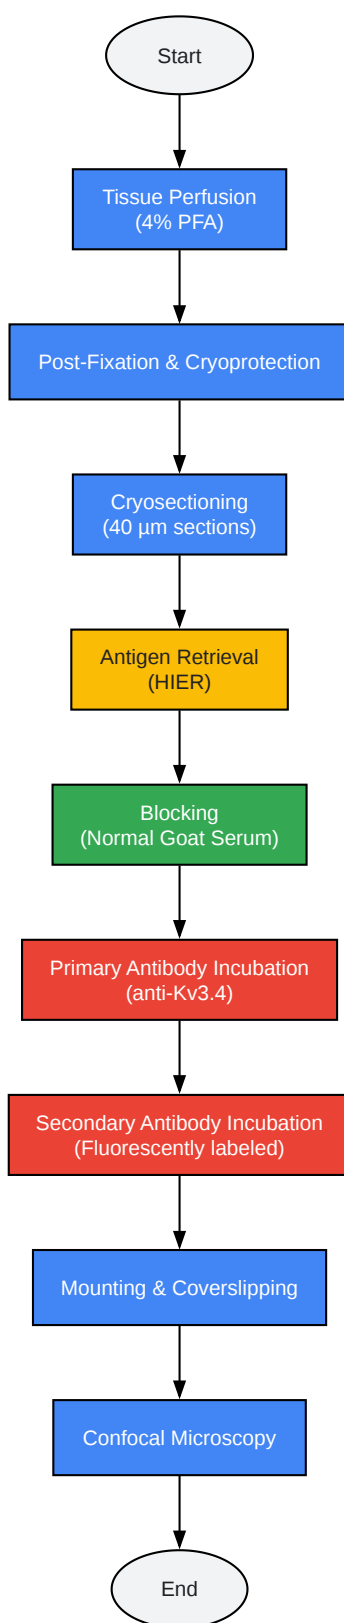 Start
Tissue Perfusion
(4% PFA)
Post-Fixation & Cryoprotection
Cryosectioning
(40 µm sections)
Antigen Retrieval
(HIER)
Blocking
(Normal Goat Serum)
Primary Antibody Incubation
(anti-Kv3.4)
Secondary Antibody Incubation
(Fluorescently labeled)
Mounting & Coverslipping
Confocal Microscopy
End